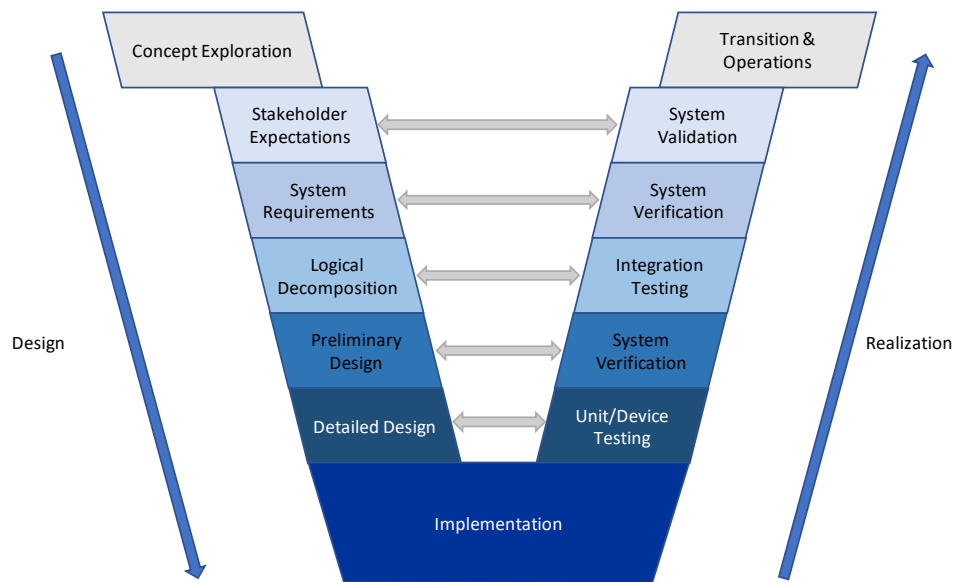 Concept Exploration
Transition &
Operations
Stakeholder
Expectations
System
Validation
System
Requirements
System
Verification
Logical
Decomposition
Integration
Testing
Design
Preliminary
Design
System
Verification
Realization
Detailed Design
Unit/Device
Testing
Implementation